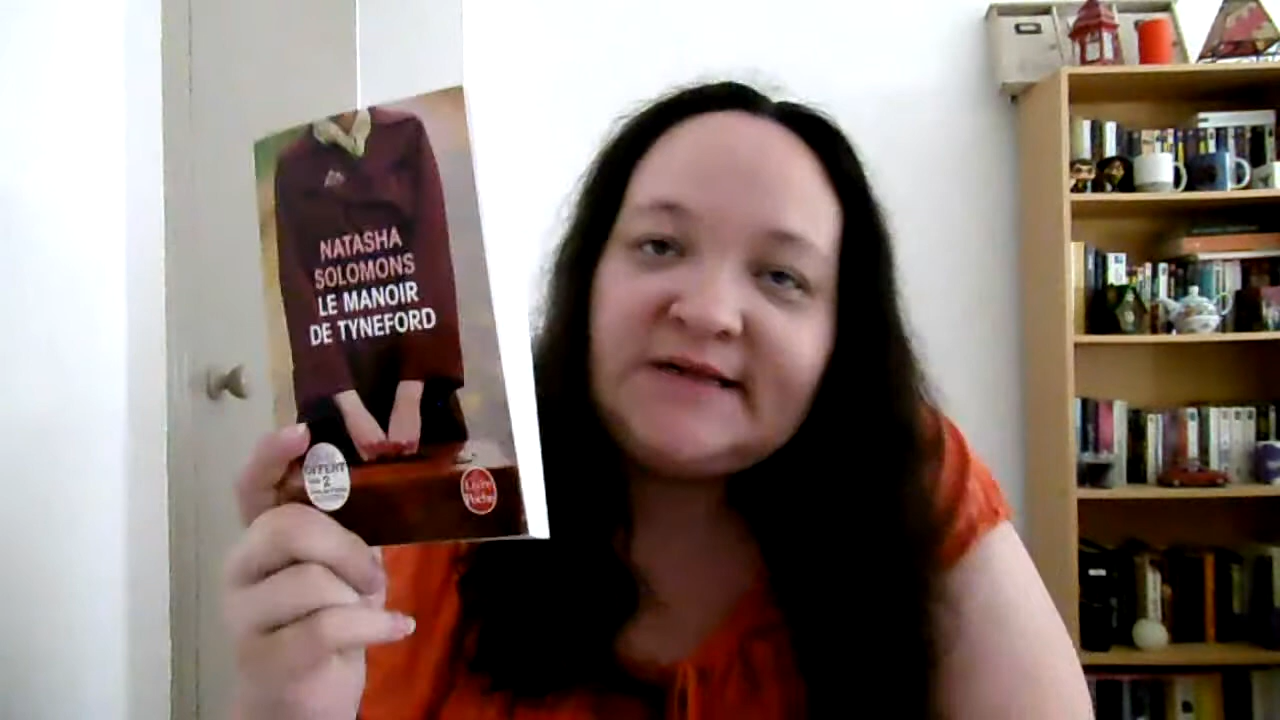 NATASHA
SOLOMONS
LE MANOIR
DE TYNEFORD
OFFERT
2
Livre
Poche